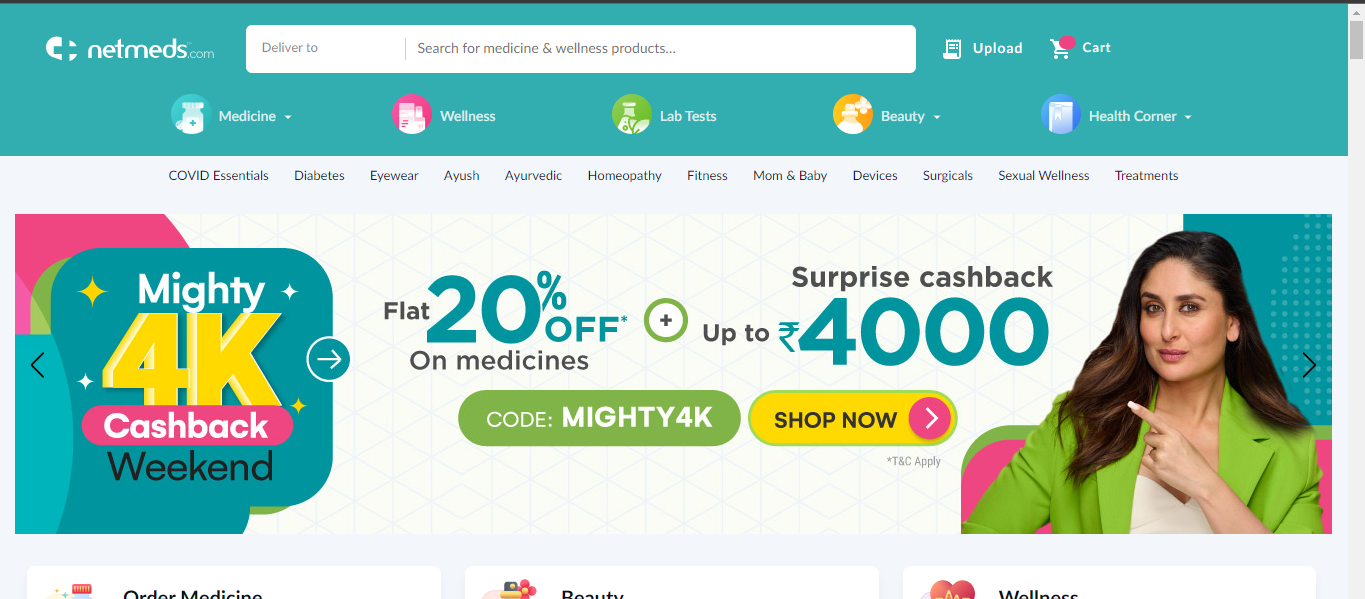 netmeds.com
Deliver to
Search for medicine & wellness products...
Upload
Cart
Medicine
Wellness
Lab Tests
Beauty
Health Corner
COVID Essentials
Diabetes
Eyewear
Ayush
Ayurvedic
Homeopathy
Fitness
Mom & Baby
Devices
Surgicals
Sexual Wellness
Treatments
Mighty
4K
Cashback
Weekend
Flat 20% OFF*
On medicines
+
Surprise cashback
Up to ₹4000
CODE: MIGHTY4K
SHOP NOW
*T&C Apply
Order Medicine
Beauty
Wellness